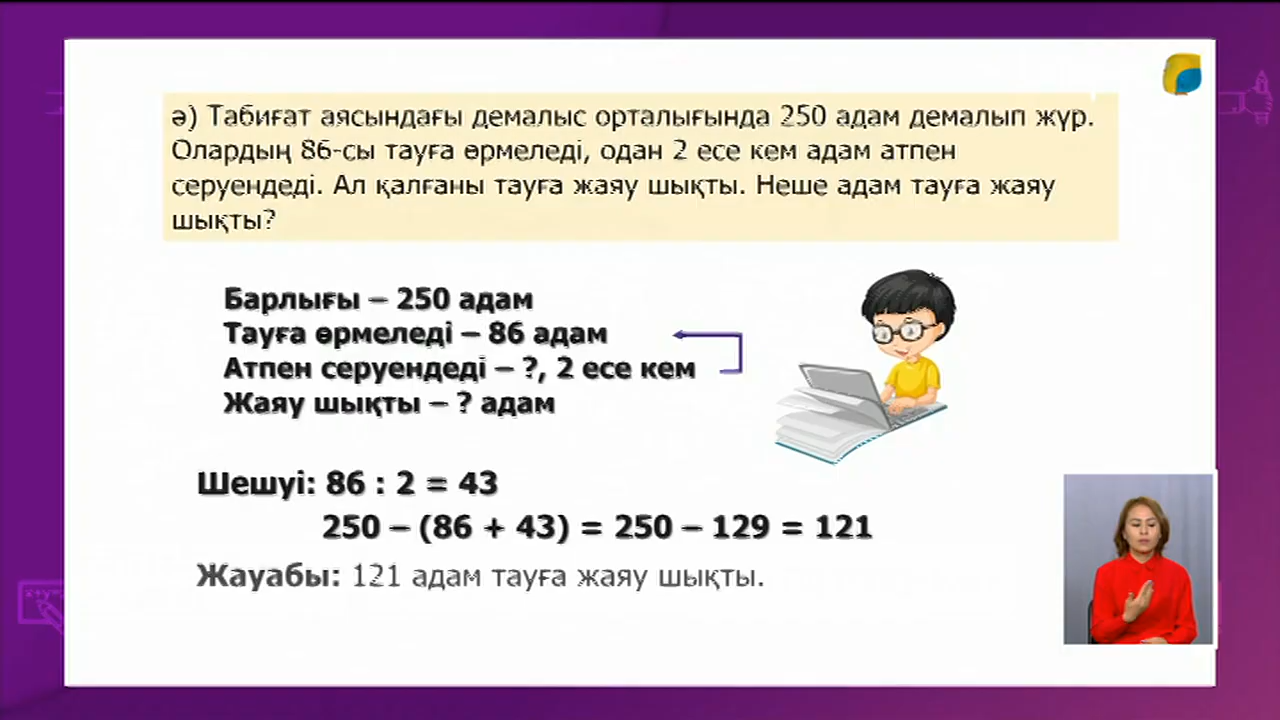 ә) Табиғат аясындағы демалыс орталығында 250 адам демалып жүр.
Олардың 86-сы тауға өрмеледі, одан 2 есе кем адам атпен
серуендеді. Ал қалғаны тауға жаяу шықты. Неше адам тауға жаяу
шықты?
Барлығы – 250 адам
Тауға өрмеледі – 86 адам
Атпен серуендеді – ?, 2 есе кем
Жаяу шықты – ? адам
Шешуі: 86 : 2 = 43
250 – (86 + 43) = 250 – 129 = 121
Жауабы: 121 адам тауға жаяу шықты.